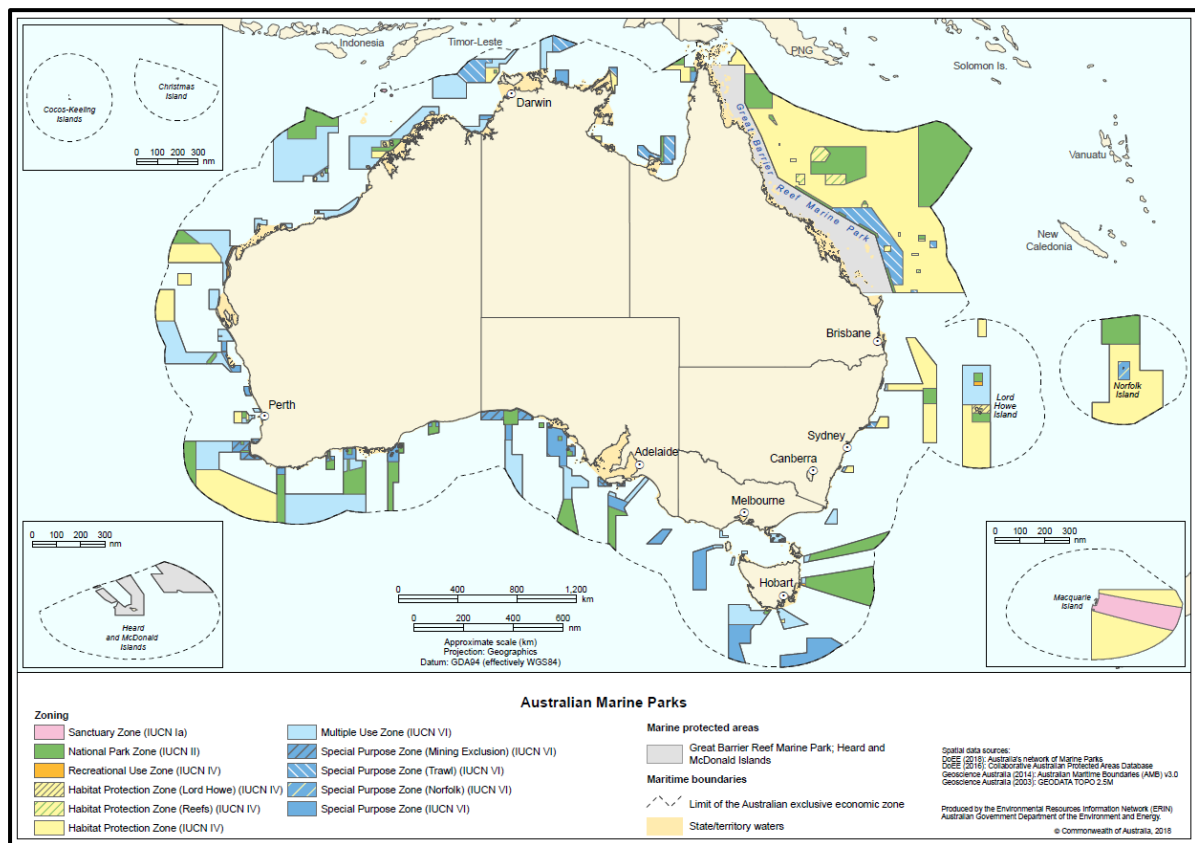 Indonesia
Timor-Leste
PNG
Solomon Is.
Vanuatu
New
Caledonia
Cocos-Keeling
Islands
Christmas
Island
0 100 200 300
nm
Darwin
Great Barrier
Reef Marine Park
Brisbane
Lord
Howe
Island
Norfolk
Island
Perth
Adelaide
Sydney
Canberra
Melbourne
Hobart
0 100 200 300
nm
Heard
and McDonald
Islands
0 400 800 1,200
km
0 200 400 600
nm
Approximate scale (km)
Projection: Geographics
Datum: GDA94 (effectively WGS84)
0 100 200 300
nm
Macquarie
Island
Australian Marine Parks
Zoning
Sanctuary Zone (IUCN Ia)
National Park Zone (IUCN II)
Recreational Use Zone (IUCN IV)
Habitat Protection Zone (Lord Howe) (IUCN IV)
Habitat Protection Zone (Reefs) (IUCN IV)
Habitat Protection Zone (IUCN IV)
Multiple Use Zone (IUCN VI)
Special Purpose Zone (Mining Exclusion) (IUCN VI)
Special Purpose Zone (Trawl) (IUCN VI)
Special Purpose Zone (Norfolk) (IUCN VI)
Special Purpose Zone (IUCN VI)
Marine protected areas
Great Barrier Reef Marine Park; Heard and
McDonald Islands
Maritime boundaries
Limit of the Australian exclusive economic zone
State/territory waters
Spatial data sources:
DoEE (2018): Australia's network of Marine Parks
DoEE (2016): Collaborative Australian Protected Areas Database
Geoscience Australia (2014): Australian Maritime Boundaries (AMB) v3.0
Geoscience Australia (2003): GEODATA TOPO 2.5M
Produced by the Environmental Resources Information Network (ERIN)
Australian Government Department of the Environment and Energy.
© Commonwealth of Australia, 2018